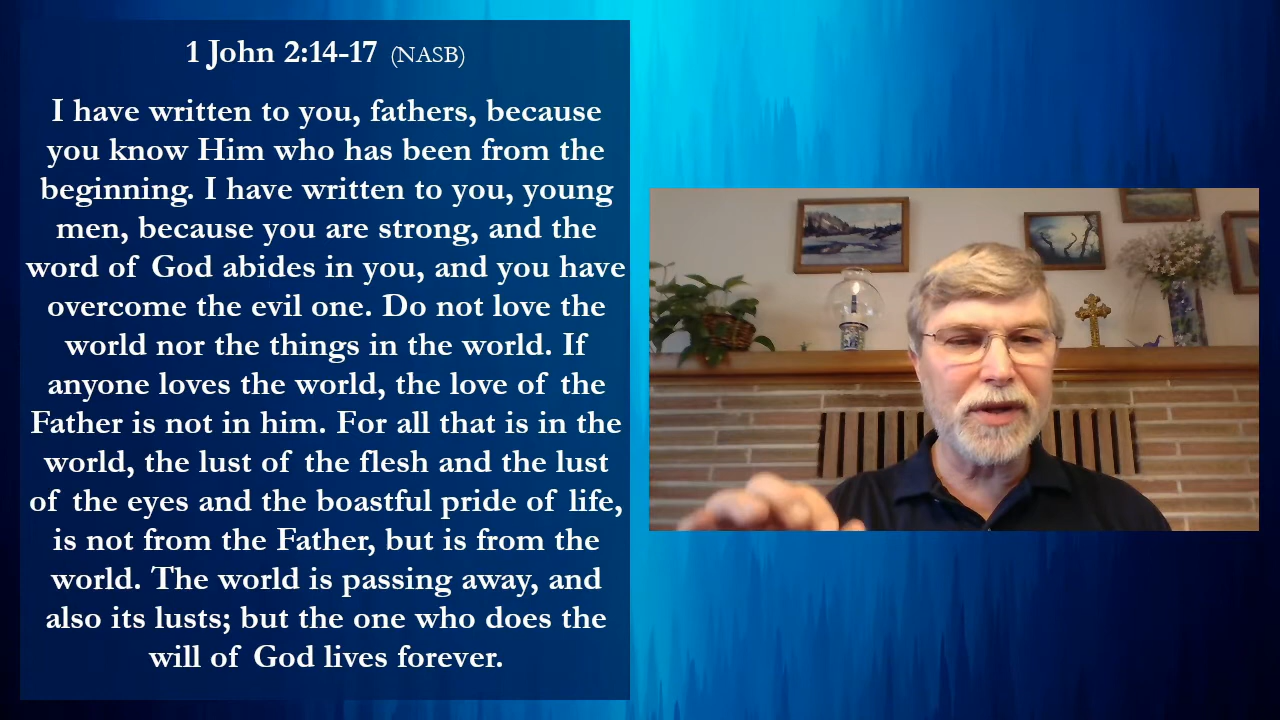 1 John 2:14-17 (NASB)
I have written to you, fathers, because
you know Him who has been from the
beginning. I have written to you, young
men, because you are strong, and the
word of God abides in you, and you have
overcome the evil one. Do not love the
world nor the things in the world. If
anyone loves the world, the love of the
Father is not in him. For all that is in the
world, the lust of the flesh and the lust
of the eyes and the boastful pride of life,
is not from the Father, but is from the
world. The world is passing away, and
also its lusts; but the one who does the
will of God lives forever.